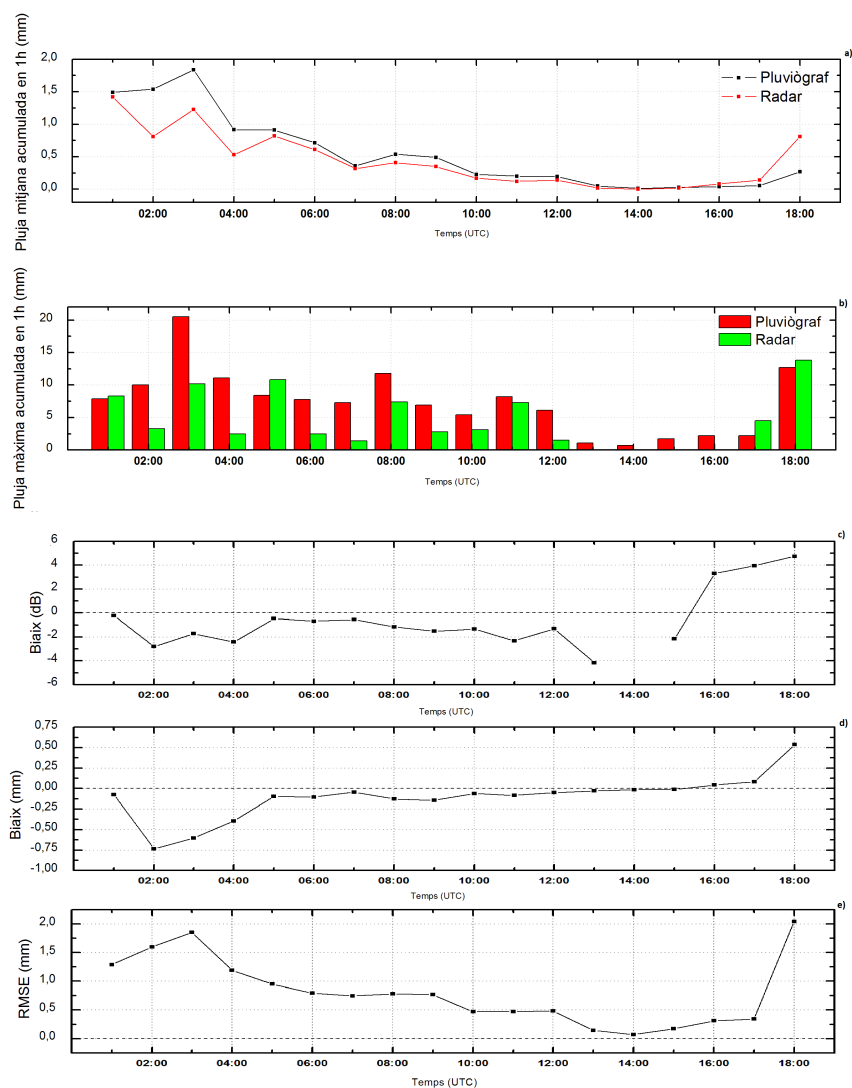 a)
Pluja mitjana acumulada en 1h (mm)
2,0
1,5
1,0
0,5
0,0
Pluviògraf
Radar
02:00 04:00 06:00 08:00 10:00 12:00 14:00 16:00 18:00
Temps (UTC)
b)
Pluja màxima acumulada en 1h (mm)
20
15
10
5
0
Pluviògraf
Radar
02:00 04:00 06:00 08:00 10:00 12:00 14:00 16:00 18:00
Temps (UTC)
c)
Biaix (dB)
6
4
2
0
-2
-4
-6
02:00 04:00 06:00 08:00 10:00 12:00 14:00 16:00 18:00
Temps (UTC)
d)
Biaix (mm)
0,75
0,50
0,25
0,00
-0,25
-0,50
-0,75
-1,00
02:00 04:00 06:00 08:00 10:00 12:00 14:00 16:00 18:00
Temps (UTC)
e)
RMSE (mm)
2,0
1,5
1,0
0,5
0,0
02:00 04:00 06:00 08:00 10:00 12:00 14:00 16:00 18:00
Temps (UTC)